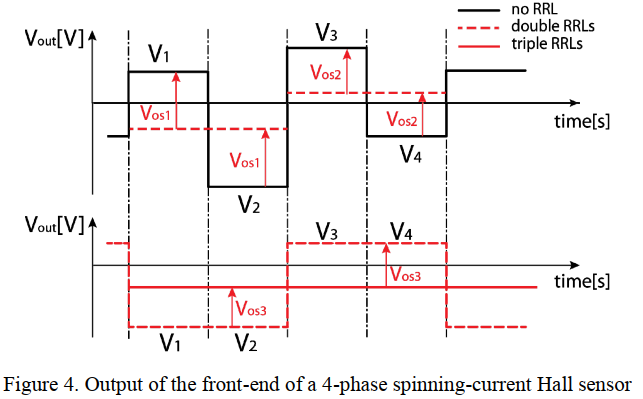 no RRL
double RRLs
triple RRLs
Vout[V]
V1
V3
Vos2
Vos1
Vos2
time[s]
Vos1
V4
V2
Vout[V]
V3 V4
Vos3
time[s]
Vos3
V1 V2
Figure 4. Output of the front-end of a 4-phase spinning-current Hall sensor